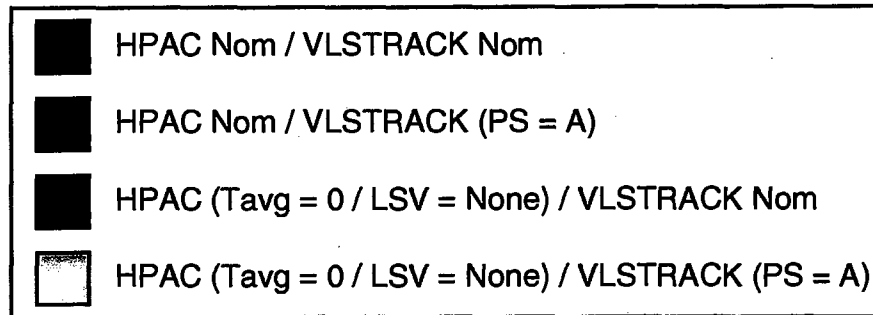 HPAC Nom / VLSTRACK Nom
HPAC Nom / VLSTRACK (PS = A)
HPAC (Tavg = 0 / LSV = None) / VLSTRACK Nom
HPAC (Tavg = 0 / LSV = None) / VLSTRACK (PS = A)